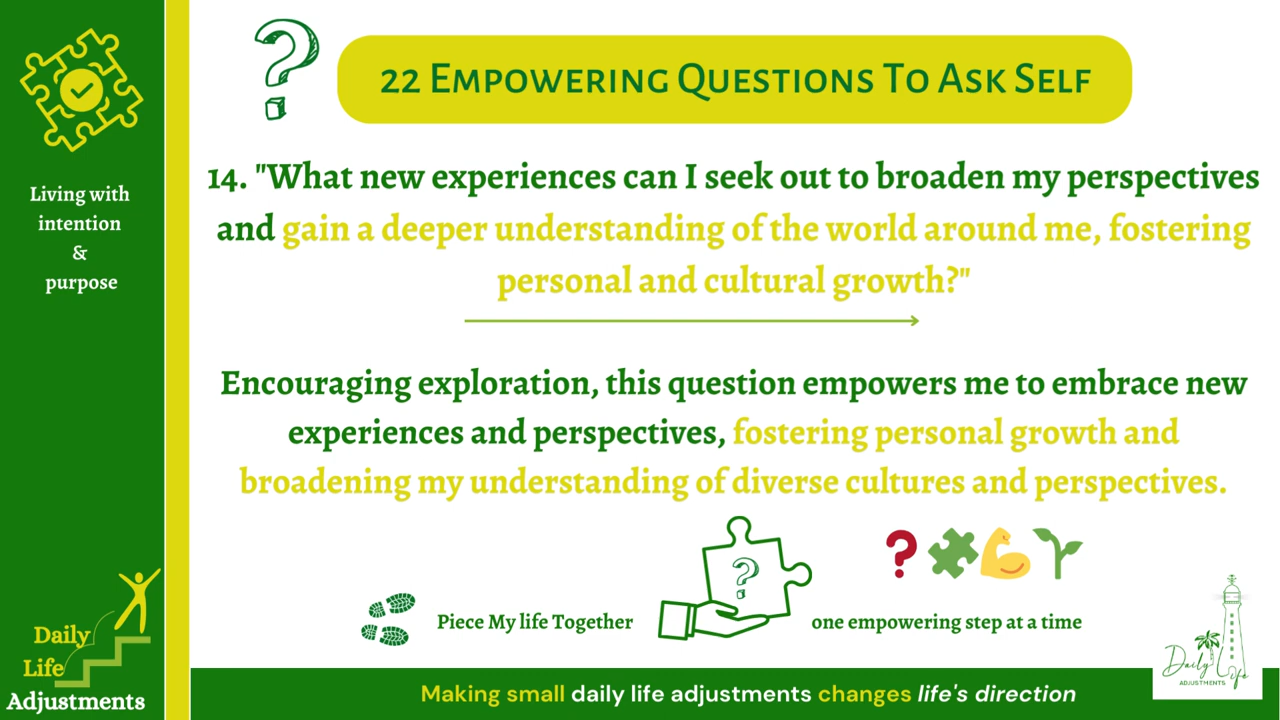 Living with
intention
&
purpose
Daily
Life
Adjustments
?
22 Empowering Questions To Ask Self
14. "What new experiences can I seek out to broaden my perspectives
and gain a deeper understanding of the world around me, fostering
personal and cultural growth?"
Encouraging exploration, this question empowers me to embrace new
experiences and perspectives, fostering personal growth and
broadening my understanding of diverse cultures and perspectives.
?
❓
Piece My life Together
one empowering step at a time
Making small daily life adjustments changes life's direction
Daily Life
ADJUSTMENTS